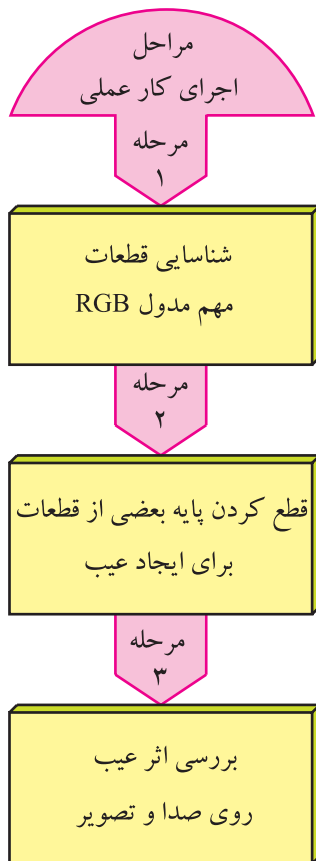 مراحل
اجرای کار عملی
مرحله
۱
شناسایی قطعات
مهم مدول RGB
مرحله
۲
قطع کردن پایه بعضی از قطعات
برای ایجاد عیب
مرحله
۳
بررسی اثر عیب
روی صدا و تصویر